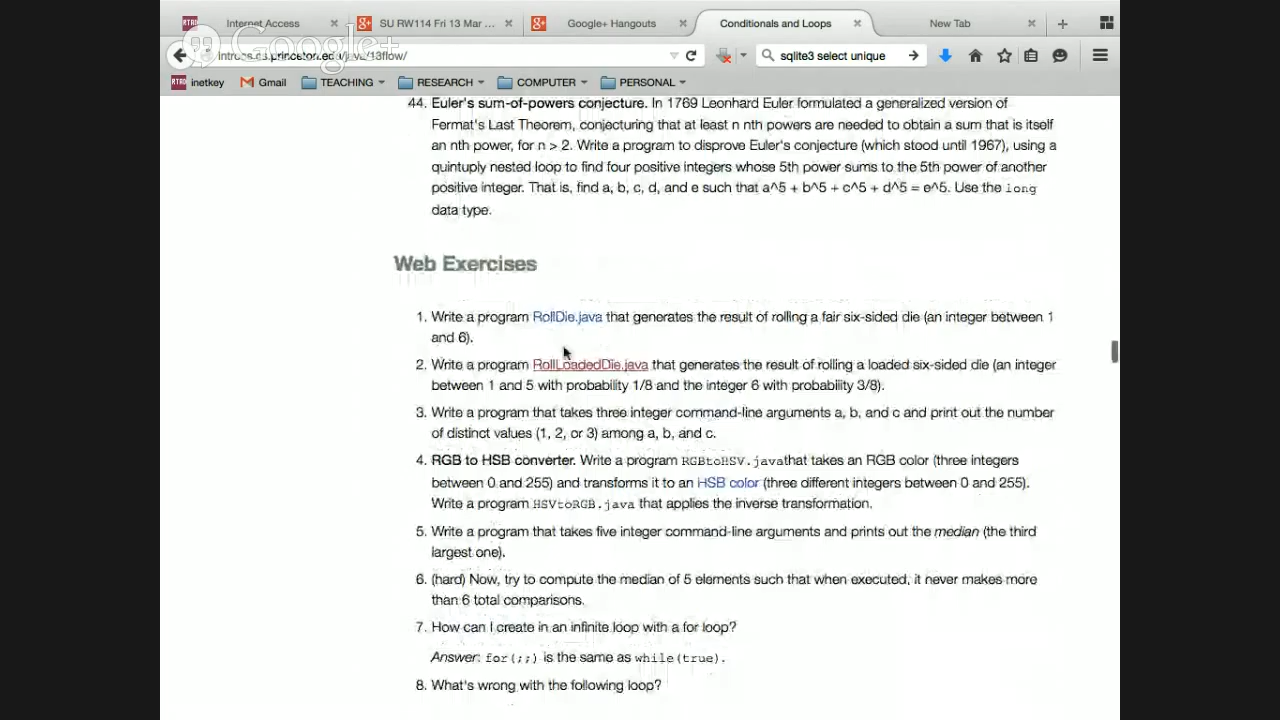 Internet Access
SU RW114 Fri 13 Mar ...
Google+ Hangouts
Conditionals and Loops
New Tab
Google+
introcs.cs.princeton.edu/java/13flow/
sqlite3 select unique
inetkey
Gmail
TEACHING
RESEARCH
COMPUTER
PERSONAL
44. Euler's sum-of-powers conjecture. In 1769 Leonhard Euler formulated a generalized version of
Fermat's Last Theorem, conjecturing that at least n nth powers are needed to obtain a sum that is itself
an nth power, for n > 2. Write a program to disprove Euler's conjecture (which stood until 1967), using a
quintuply nested loop to find four positive integers whose 5th power sums to the 5th power of another
positive integer. That is, find a, b, c, d, and e such that a^5 + b^5 + c^5 + d^5 = e^5. Use the long
data type.
Web Exercises
1. Write a program RollDie.java that generates the result of rolling a fair six-sided die (an integer between 1
and 6).
2. Write a program RollLoadedDie.java that generates the result of rolling a loaded six-sided die (an integer
between 1 and 5 with probability 1/8 and the integer 6 with probability 3/8).
3. Write a program that takes three integer command-line arguments a, b, and c and print out the number
of distinct values (1, 2, or 3) among a, b, and c.
4. RGB to HSB converter. Write a program RGBtoHSV.java that takes an RGB color (three integers
between 0 and 255) and transforms it to an HSB color (three different integers between 0 and 255).
Write a program HSVtoRGB.java that applies the inverse transformation.
5. Write a program that takes five integer command-line arguments and prints out the median (the third
largest one).
6. (hard) Now, try to compute the median of 5 elements such that when executed, it never makes more
than 6 total comparisons.
7. How can I create in an infinite loop with a for loop?
Answer: for(;;) is the same as while(true).
8. What's wrong with the following loop?